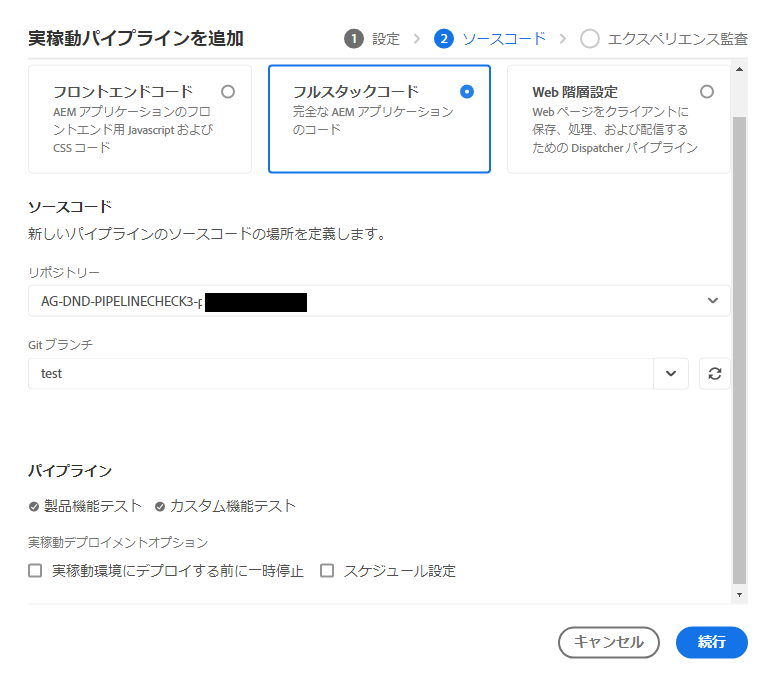 実稼動パイプラインを追加
1 設定 > 2 ソースコード > エクスペリエンス監査
フロントエンドコード
AEM アプリケーションのフロ
ントエンド用 Javascript および
CSS コード
フルスタックコード
完全な AEM アプリケーション
のコード
Web 階層設定
Web ページをクライアントに
保存、処理、および配信する
ための Dispatcher パイプライン
ソースコード
新しいパイプラインのソースコードの場所を定義します。
リポジトリー
AG-DND-PIPELINECHECK3-p
Git ブランチ
test
パイプライン
製品機能テスト カスタム機能テスト
実稼動デプロイメントオプション
実稼動環境にデプロイする前に一時停止 スケジュール設定
キャンセル 続行